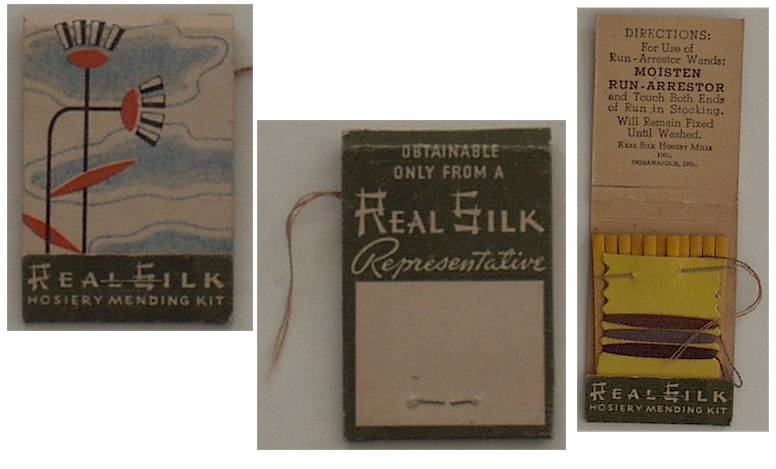 REAL SILK
HOSIERY MENDING KIT
OBTAINABLE
ONLY FROM A
REAL SILK
Representative
DIRECTIONS:
For Use of
Run-Arrestor Wands:
MOISTEN
RUN-ARRESTOR
and Touch Both Ends
of Run in Stocking.
Will Remain Fixed
Until Washed.
REAL SILK HOSIERY MILLS
INC.
INDIANAPOLIS, IND.
REAL SILK
HOSIERY MENDING KIT